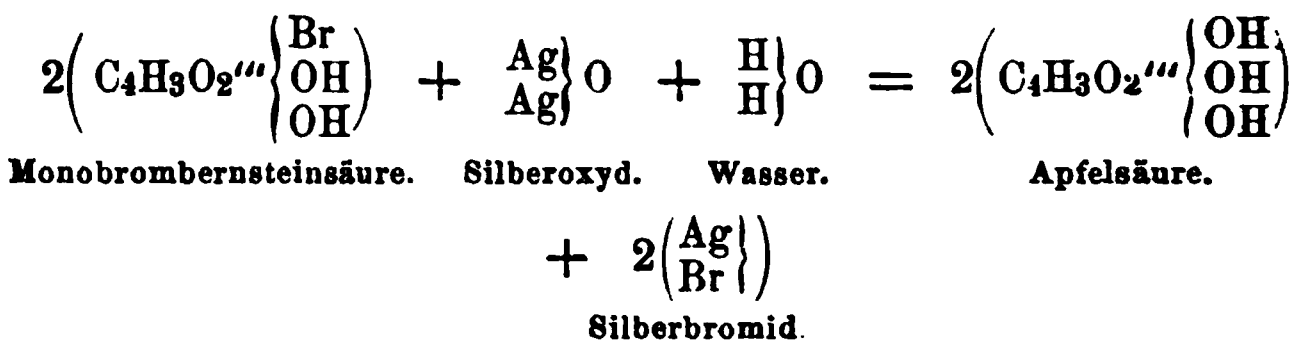 2(C₄H₃O₂‴{Br OH OH) + Ag Ag}O + H H}O = 2(C₄H₃O₂‴{OH OH OH)
Monobrombernsteinsäure. Silberoxyd. Wasser. Apfelsäure.
+ 2(Ag Br})
Silberbromid.